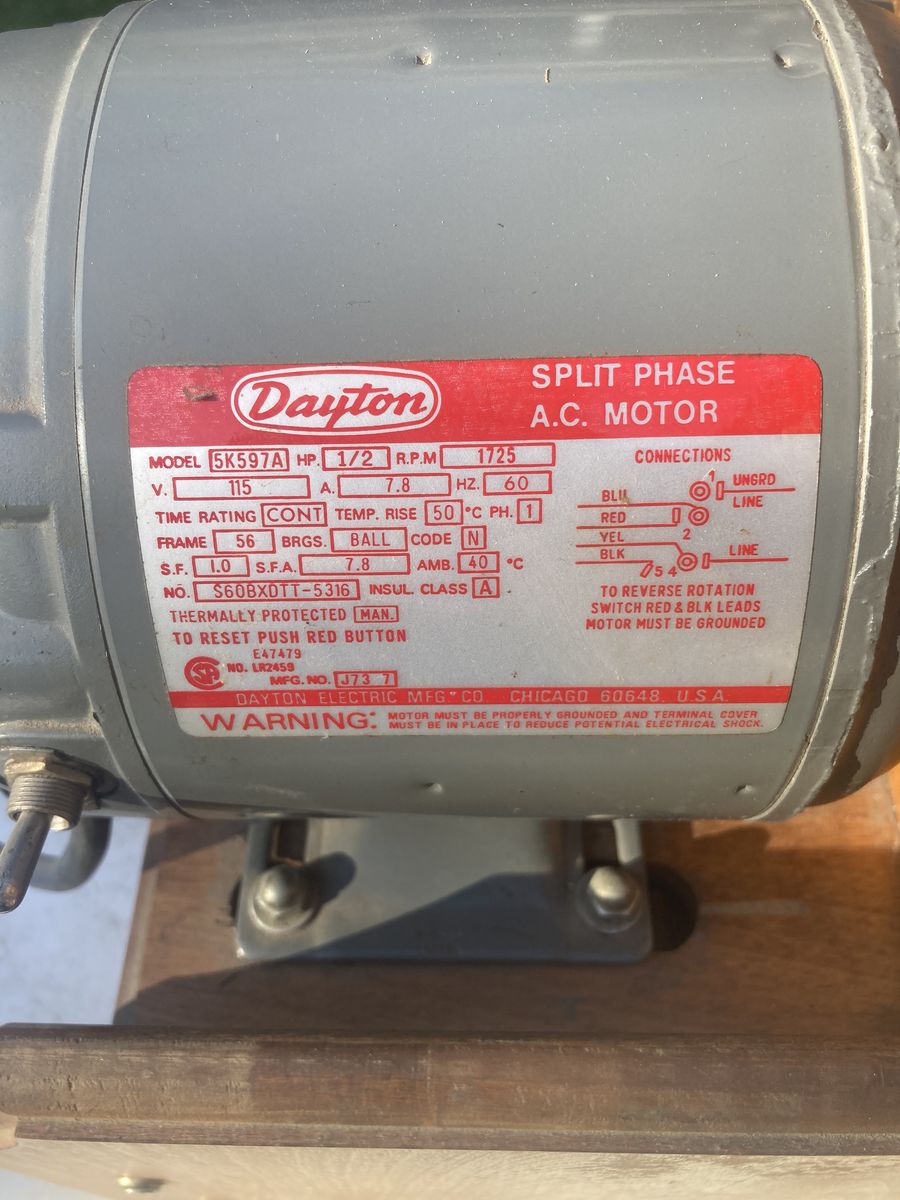 Dayton
SPLIT PHASE
A.C. MOTOR
MODEL 5K597A HP. 1/2 R.P.M 1725
V. 115 A. 7.8 HZ. 60
TIME RATING CONT TEMP. RISE 50 °C PH. 1
FRAME 56 BRGS. BALL CODE N
S.F. 1.0 S.F.A. 7.8 AMB. 40 °C
NO. S60BXDTT-5316 INSUL. CLASS A
THERMALLY PROTECTED MAN.
TO RESET PUSH RED BUTTON
E47479
SA NO. LR2459
MFG. NO. J73 7
CONNECTIONS
1 UNGRD
BLU LINE
RED
2
YEL
BLK LINE
5 4
TO REVERSE ROTATION
SWITCH RED & BLK LEADS
MOTOR MUST BE GROUNDED
DAYTON ELECTRIC MFG. CO. CHICAGO 60648, U.S.A.
WARNING: MOTOR MUST BE PROPERLY GROUNDED AND TERMINAL COVER
MUST BE IN PLACE TO REDUCE POTENTIAL ELECTRICAL SHOCK.